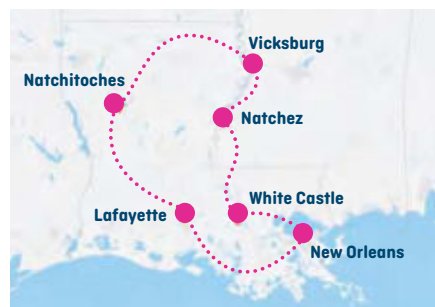 Vicksburg
Natchitoches
Natchez
White Castle
Lafayette
New Orleans